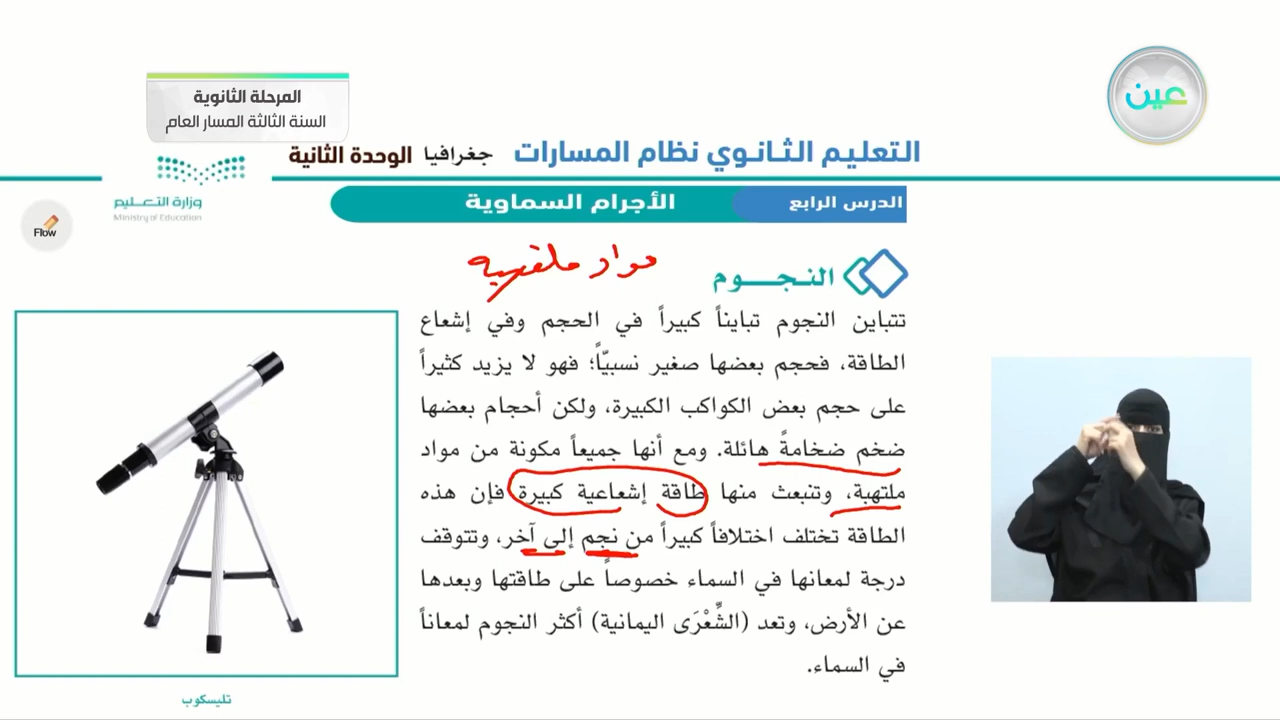 عين
المرحلة الثانوية
السنة الثالثة المسار العام
التعليم الثانوي نظام المسارات جغرافيا الوحدة الثانية
وزارة التعليم
Ministry of Education
الدرس الرابع الأجرام السماوية
Flow
النجوم مواد ملتهبه
تتباين النجوم تبايناً كبيراً في الحجم وفي إشعاع
الطاقة، فحجم بعضها صغير نسبيّاً؛ فهو لا يزيد كثيراً
على حجم بعض الكواكب الكبيرة، ولكن أحجام بعضها
ضخم ضخامةً هائلة. ومع أنها جميعاً مكونة من مواد
ملتهبة، وتنبعث منها طاقة إشعاعية كبيرة فإن هذه
الطاقة تختلف اختلافاً كبيراً من نجم إلى آخر، وتتوقف
درجة لمعانها في السماء خصوصاً على طاقتها وبعدها
عن الأرض، وتعد (الشِّعْرَى اليمانية) أكثر النجوم لمعاناً
في السماء.
تليسكوب